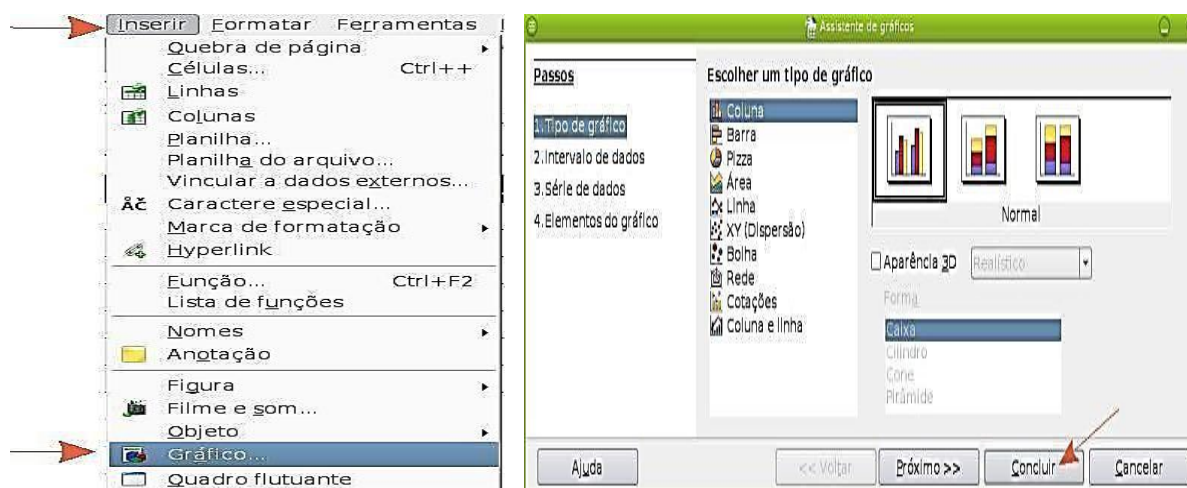 Inserir Formatar Ferramentas
Quebra de página
Células... Ctrl++
Linhas
Colunas
Planilha...
Planilha do arquivo...
Vincular a dados externos...
Caractere especial...
Marca de formatação
Hyperlink
Função... Ctrl+F2
Lista de funções
Nomes
Anotação
Figura
Filme e som...
Objeto
Gráfico...
Quadro flutuante
Assistente de gráficos
Passos
1.Tipo de gráfico
2.Intervalo de dados
3.Série de dados
4.Elementos do gráfico
Escolher um tipo de gráfico
Coluna
Barra
Pizza
Área
Linha
XY (Dispersão)
Bolha
Rede
Cotações
Coluna e linha
Normal
Aparência 3D Realístico
Forma
Caixa
Cilindro
Cone
Pirâmide
Ajuda << Voltar Próximo >> Concluir Cancelar